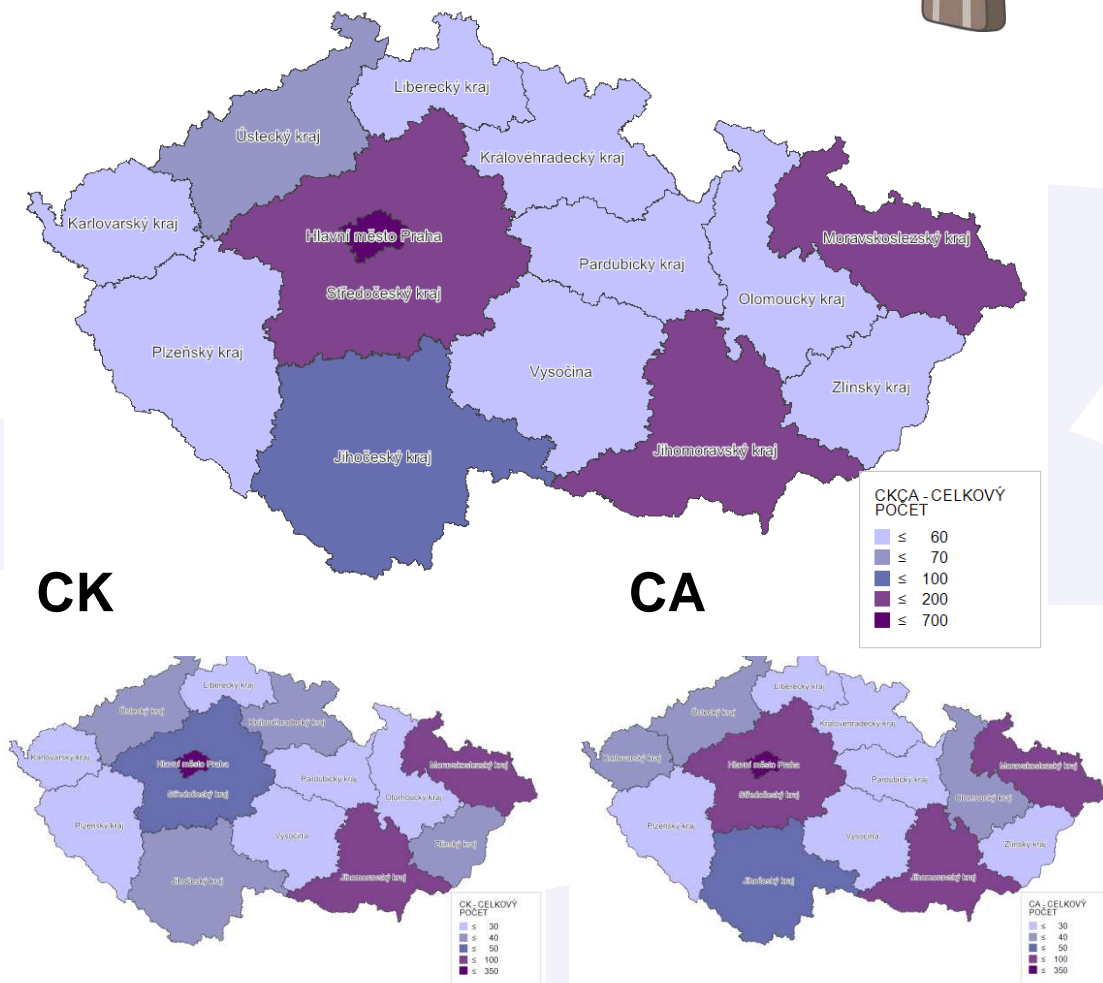 Liberecký kraj
Ústecký kraj
Královéhradecký kraj
Karlovarský kraj
Hlavní město Praha
Moravskoslezský kraj
Pardubický kraj
Středočeský kraj
Olomoucký kraj
Plzeňský kraj
Vysočina
Zlínský kraj
Jihočeský kraj
Jihomoravský kraj
CKCA - CELKOVÝ
POČET
≤ 60
≤ 70
≤ 100
≤ 200
≤ 700
CK
CA
Liberecký kraj
Ústecký kraj
Královéhradecký kraj
Karlovarský kraj
Hlavní město Praha
Moravskoslezský kraj
Pardubický kraj
Středočeský kraj
Olomoucký kraj
Plzeňský kraj
Vysočina
Zlínský kraj
Jihočeský kraj
Jihomoravský kraj
CK - CELKOVÝ
POČET
≤ 30
≤ 40
≤ 50
≤ 100
≤ 350
Liberecký kraj
Ústecký kraj
Královéhradecký kraj
Karlovarský kraj
Hlavní město Praha
Moravskoslezský kraj
Pardubický kraj
Středočeský kraj
Olomoucký kraj
Plzeňský kraj
Vysočina
Zlínský kraj
Jihočeský kraj
Jihomoravský kraj
CA - CELKOVÝ
POČET
≤ 30
≤ 40
≤ 50
≤ 100
≤ 350